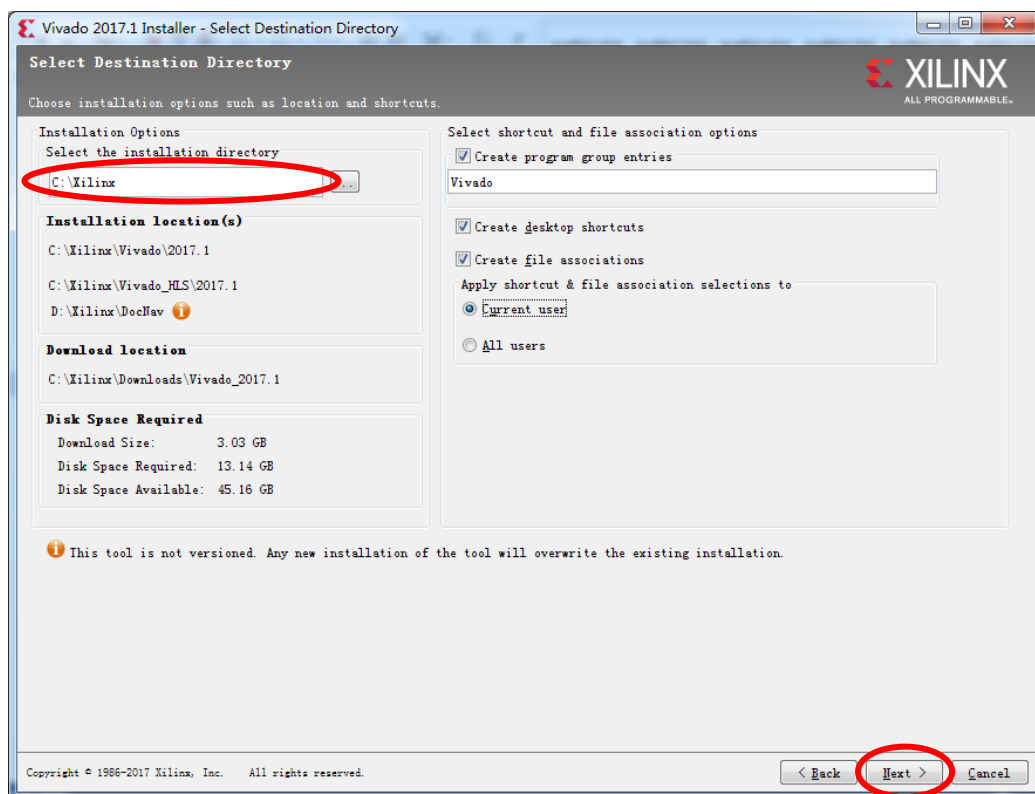 Vivado 2017.1 Installer - Select Destination Directory
Select Destination Directory
Choose installation options such as location and shortcuts.
XILINX
ALL PROGRAMMABLE.
Installation Options
Select the installation directory
C:\Xilinx
Installation location(s)
C:\Xilinx\Vivado\2017.1
C:\Xilinx\Vivado_HLS\2017.1
D:\Xilinx\DocNav
Download location
C:\Xilinx\Downloads\Vivado_2017.1
Disk Space Required
Download Size: 3.03 GB
Disk Space Required: 13.14 GB
Disk Space Available: 45.16 GB
Select shortcut and file association options
Create program group entries
Vivado
Create desktop shortcuts
Create file associations
Apply shortcut & file association selections to
Current user
All users
This tool is not versioned. Any new installation of the tool will overwrite the existing installation.
Copyright © 1986-2017 Xilinx, Inc. All rights reserved.
< Back
Next >
Cancel